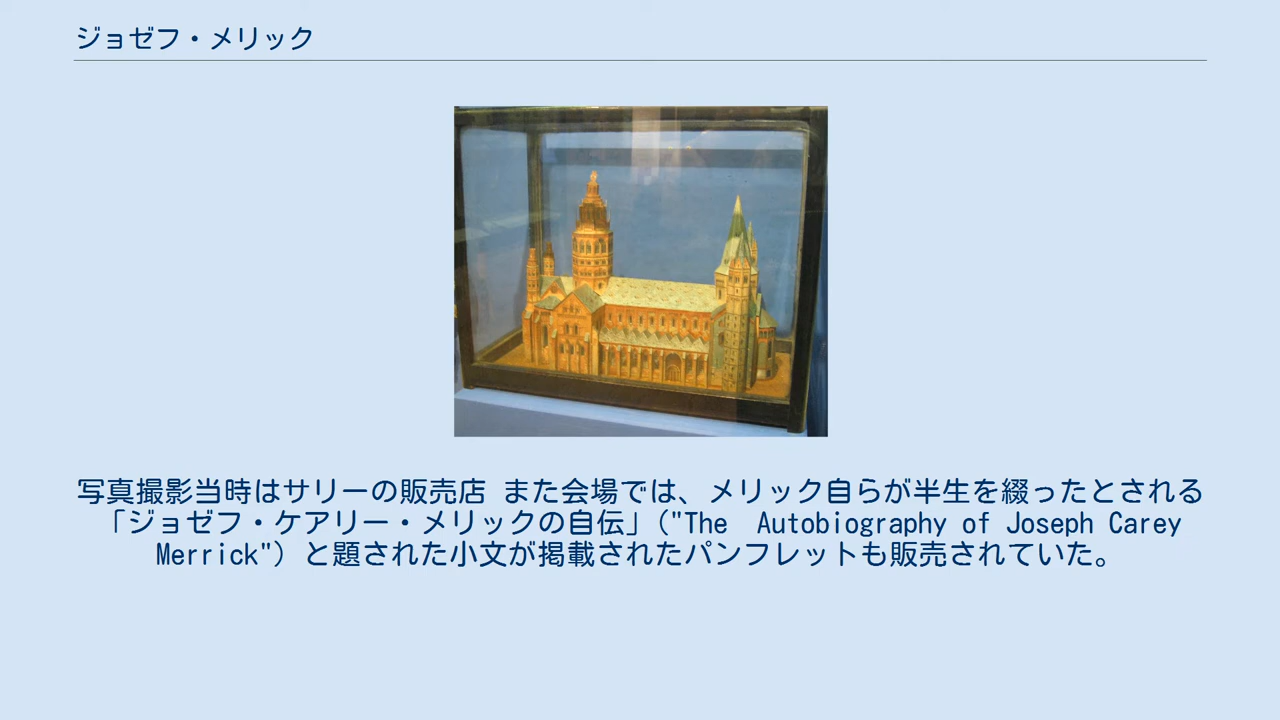 ジョゼフ・メリック
写真撮影当時はサリーの販売店 また会場では、メリック自らが半生を綴ったとされる
「ジョゼフ・ケアリー・メリックの自伝」("The Autobiography of Joseph Carey
Merrick"）と題された小文が掲載されたパンフレットも販売されていた。